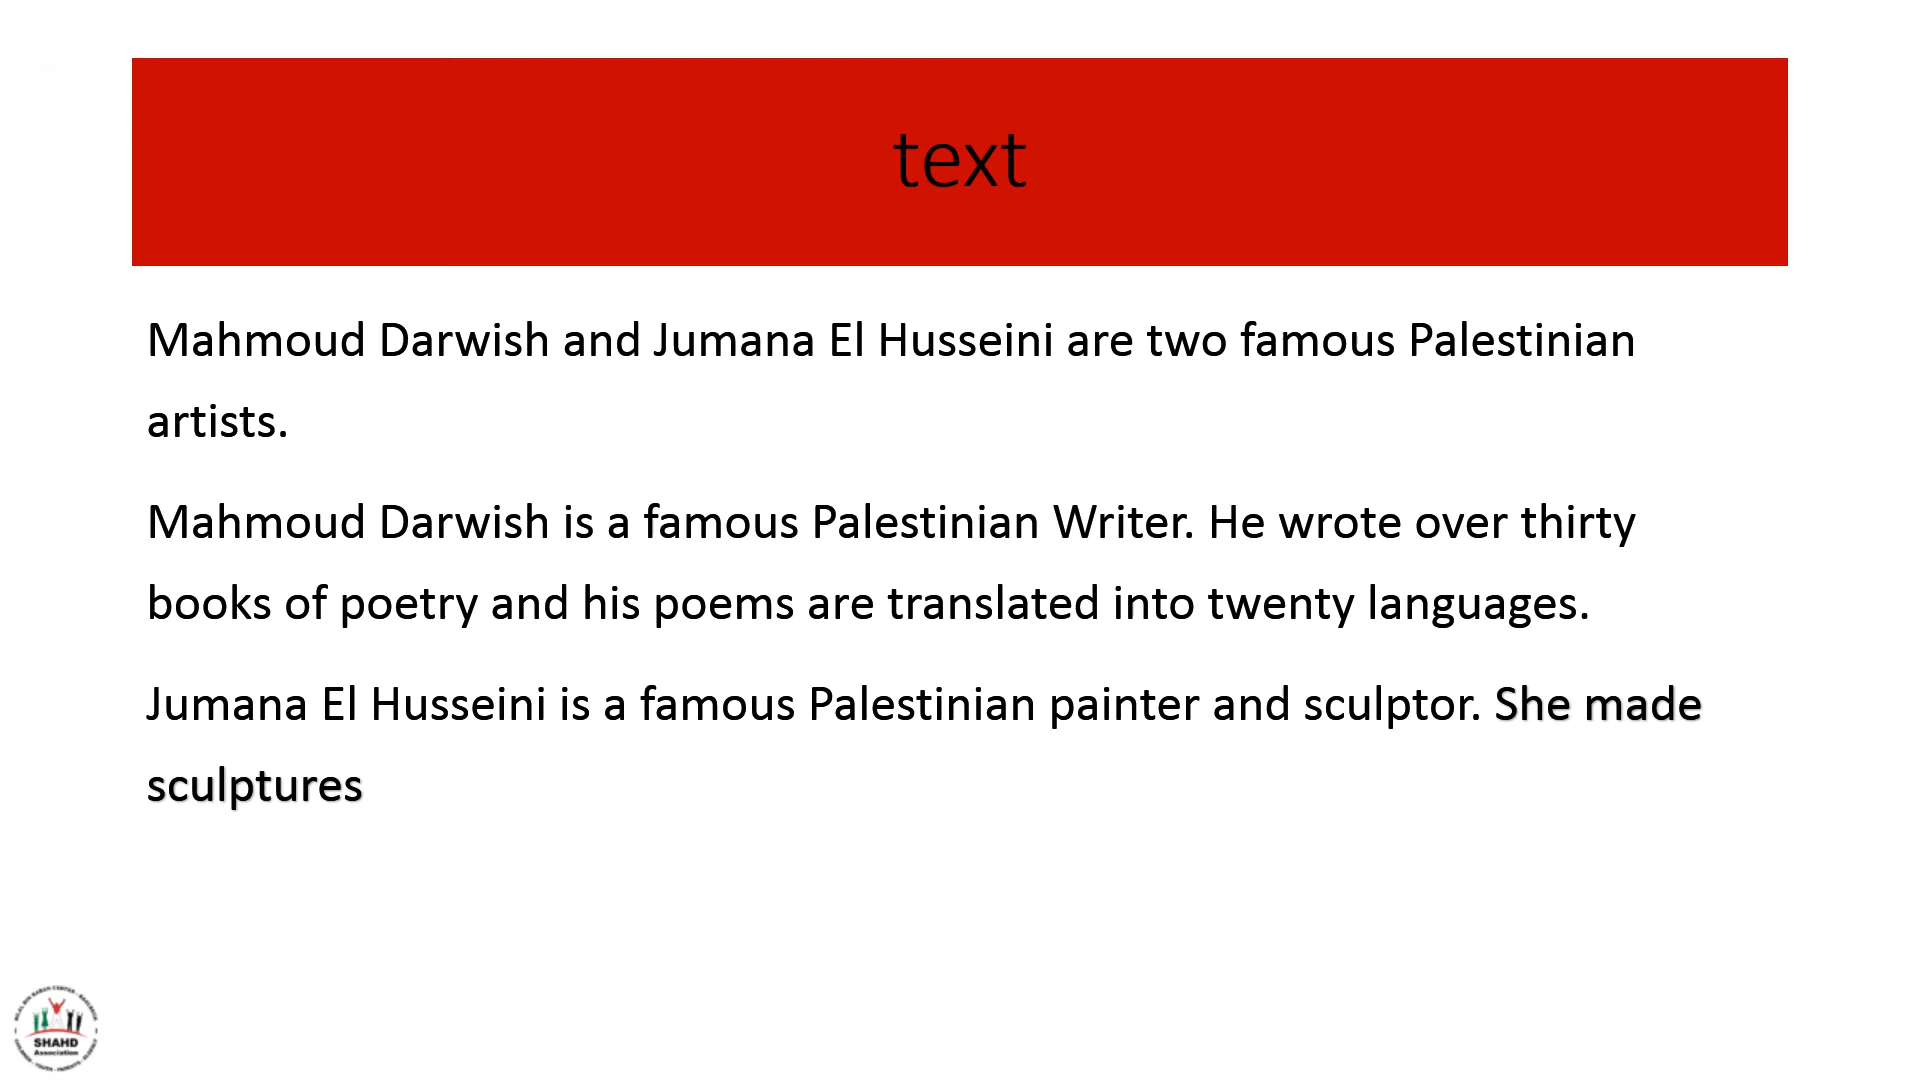 text
Mahmoud Darwish and Jumana El Husseini are two famous Palestinian
artists.
Mahmoud Darwish is a famous Palestinian Writer. He wrote over thirty
books of poetry and his poems are translated into twenty languages.
Jumana El Husseini is a famous Palestinian painter and sculptor. She made
sculptures
SHAHD
Association